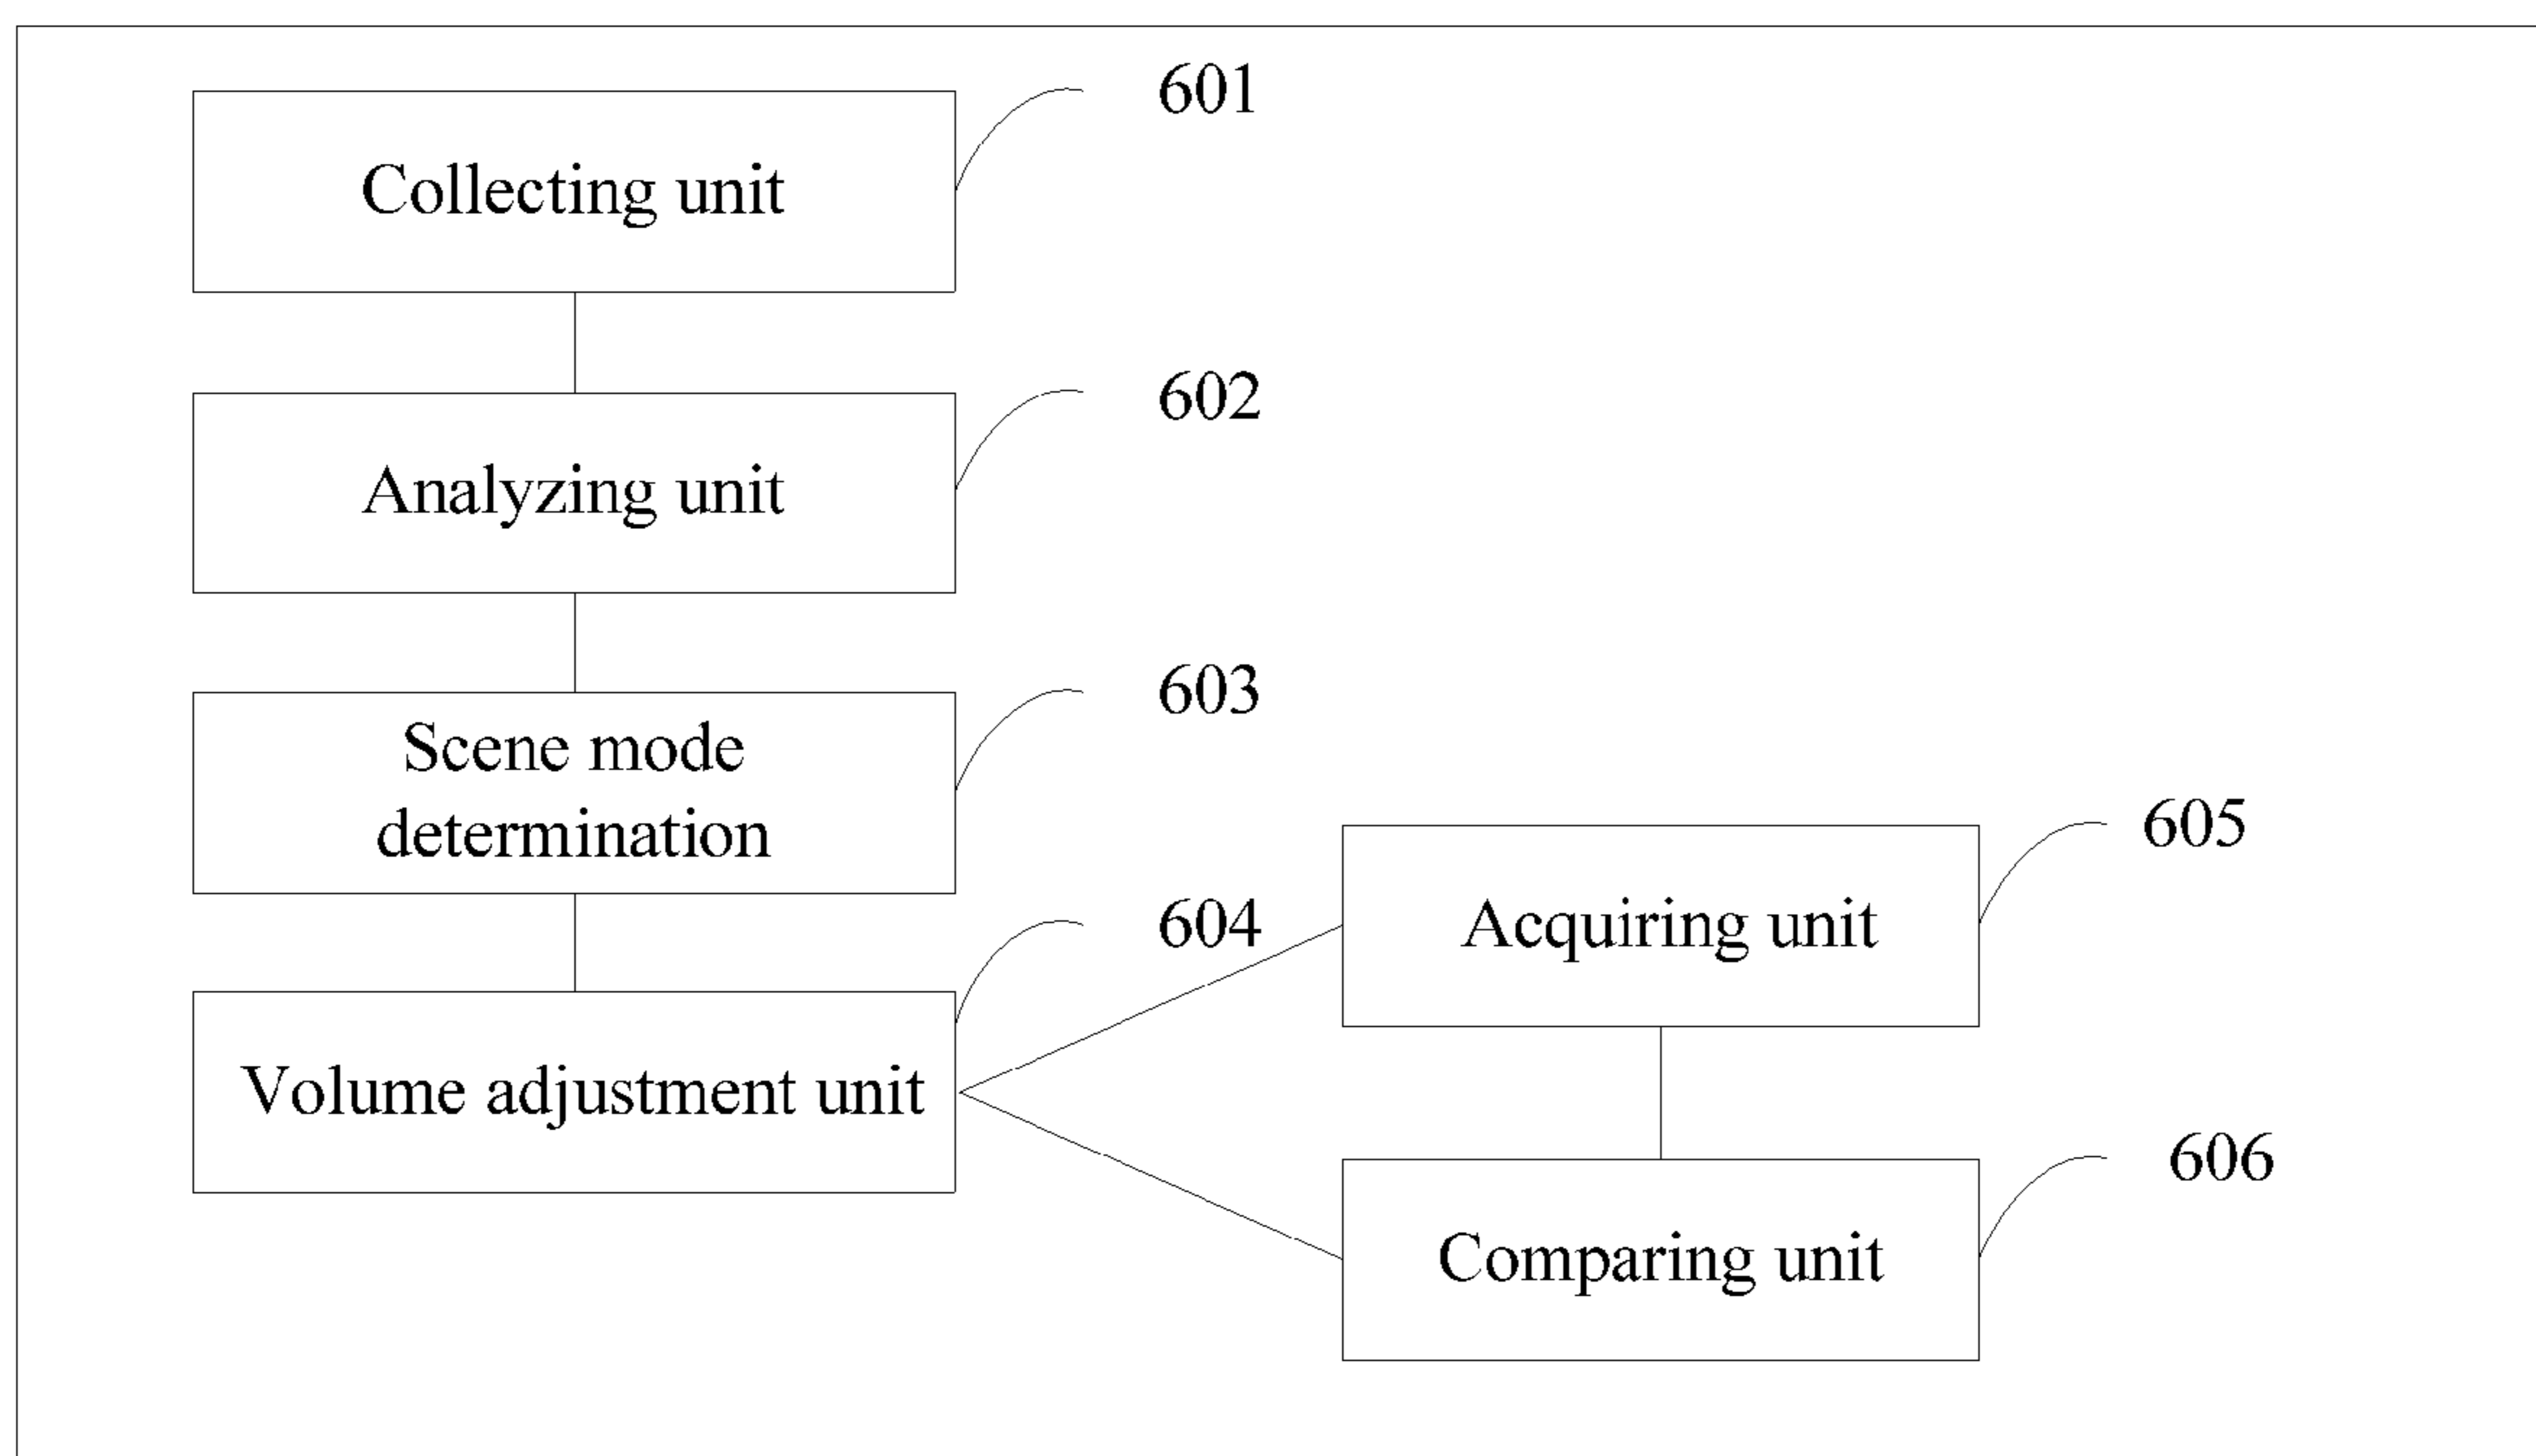 601
Collecting unit
602
Analyzing unit
603
Scene mode
determination
604
Volume adjustment unit
605
Acquiring unit
606
Comparing unit